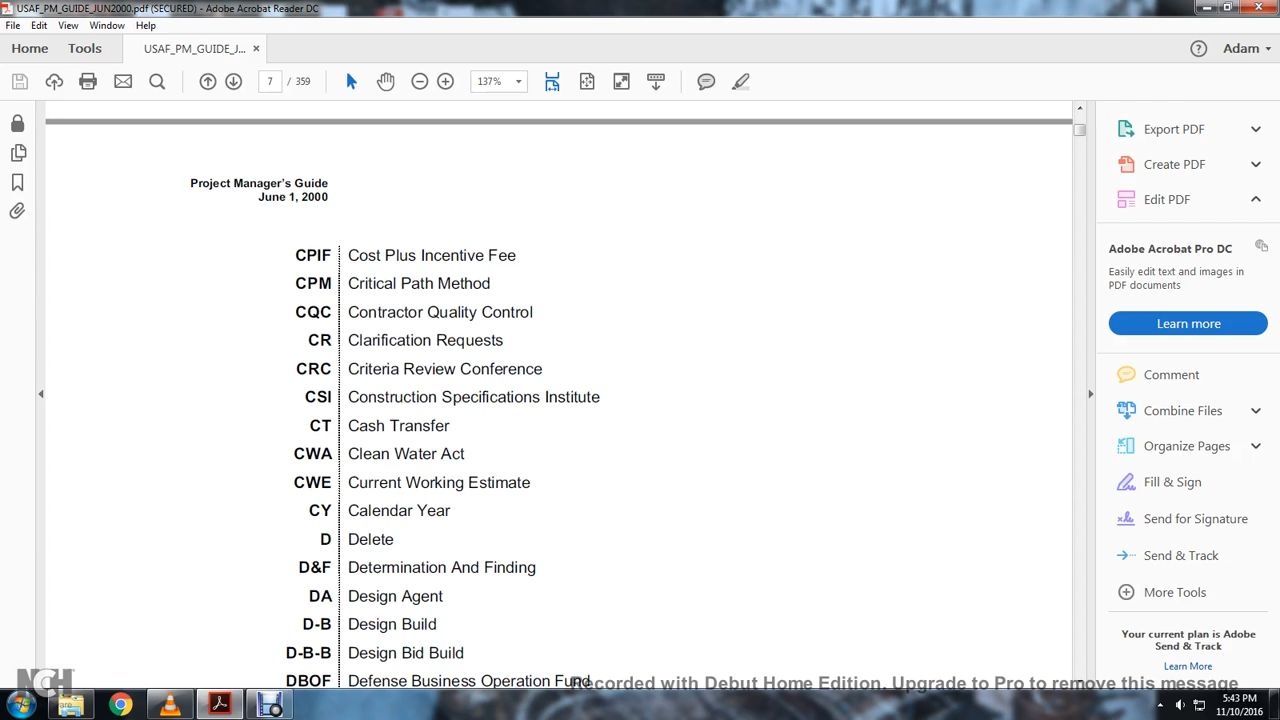 USAF_PM_GUIDE_JUN2000.pdf (SECURED) - Adobe Acrobat Reader DC
File Edit View Window Help
Home Tools USAF_PM_GUIDE_J... × Adam
7 / 359 137%
Project Manager's Guide
June 1, 2000
CPIF Cost Plus Incentive Fee
CPM Critical Path Method
CQC Contractor Quality Control
CR Clarification Requests
CRC Criteria Review Conference
CSI Construction Specifications Institute
CT Cash Transfer
CWA Clean Water Act
CWE Current Working Estimate
CY Calendar Year
D Delete
D&F Determination And Finding
DA Design Agent
D-B Design Build
D-B-B Design Bid Build
DBOF Defense Business Operation Fund
Export PDF
Create PDF
Edit PDF
Adobe Acrobat Pro DC
Easily edit text and images in
PDF documents
Learn more
Comment
Combine Files
Organize Pages
Fill & Sign
Send for Signature
Send & Track
More Tools
Your current plan is Adobe
Send & Track
Learn More
NCH
Recorded with Debut Home Edition. Upgrade to Pro to remove this message
5:43 PM
11/10/2016